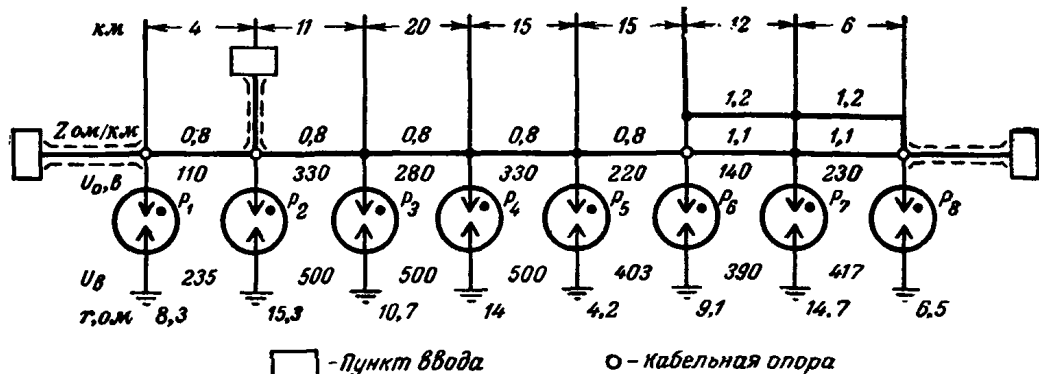 км 4 11 20 15 15 12 6
1,2 1,2
Z ом/км 0,8 0,8 0,8 0,8 0,8 1,1 1,1
U₀,в 110 330 280 330 220 140 230
P₁ P₂ P₃ P₄ P₅ P₆ P₇ P₈
Uв 235 500 500 500 403 390 417
r,ом 8,3 15,3 10,7 14 4,2 9,1 14,7 6,5
- Пункт ввода о - Кабельная опора